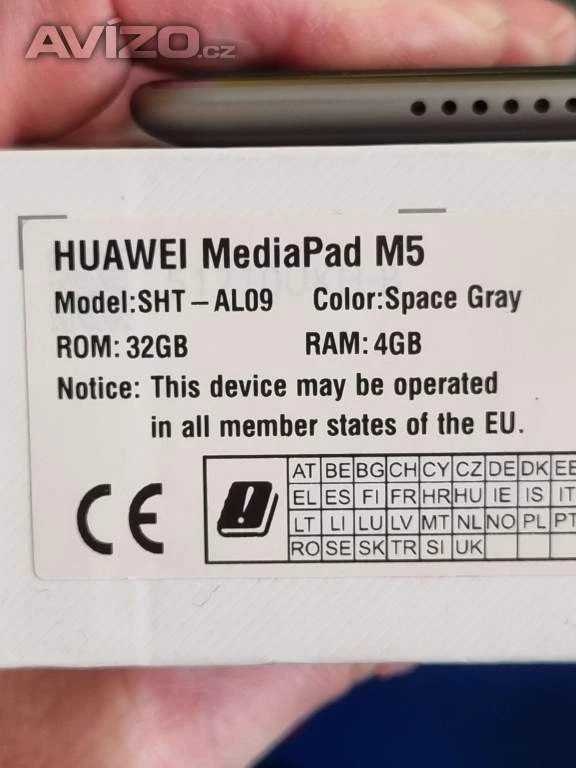 AVÍZO.cz
HUAWEI MediaPad M5
Model:SHT-AL09 Color:Space Gray
ROM: 32GB RAM: 4GB
Notice: This device may be operated
in all member states of the EU.
CE
AT BE BG CH CY CZ DE DK EE
EL ES FI FR HR HU IE IS IT
LT LI LU LV MT NL NO PL PT
RO SE SK TR SI UK